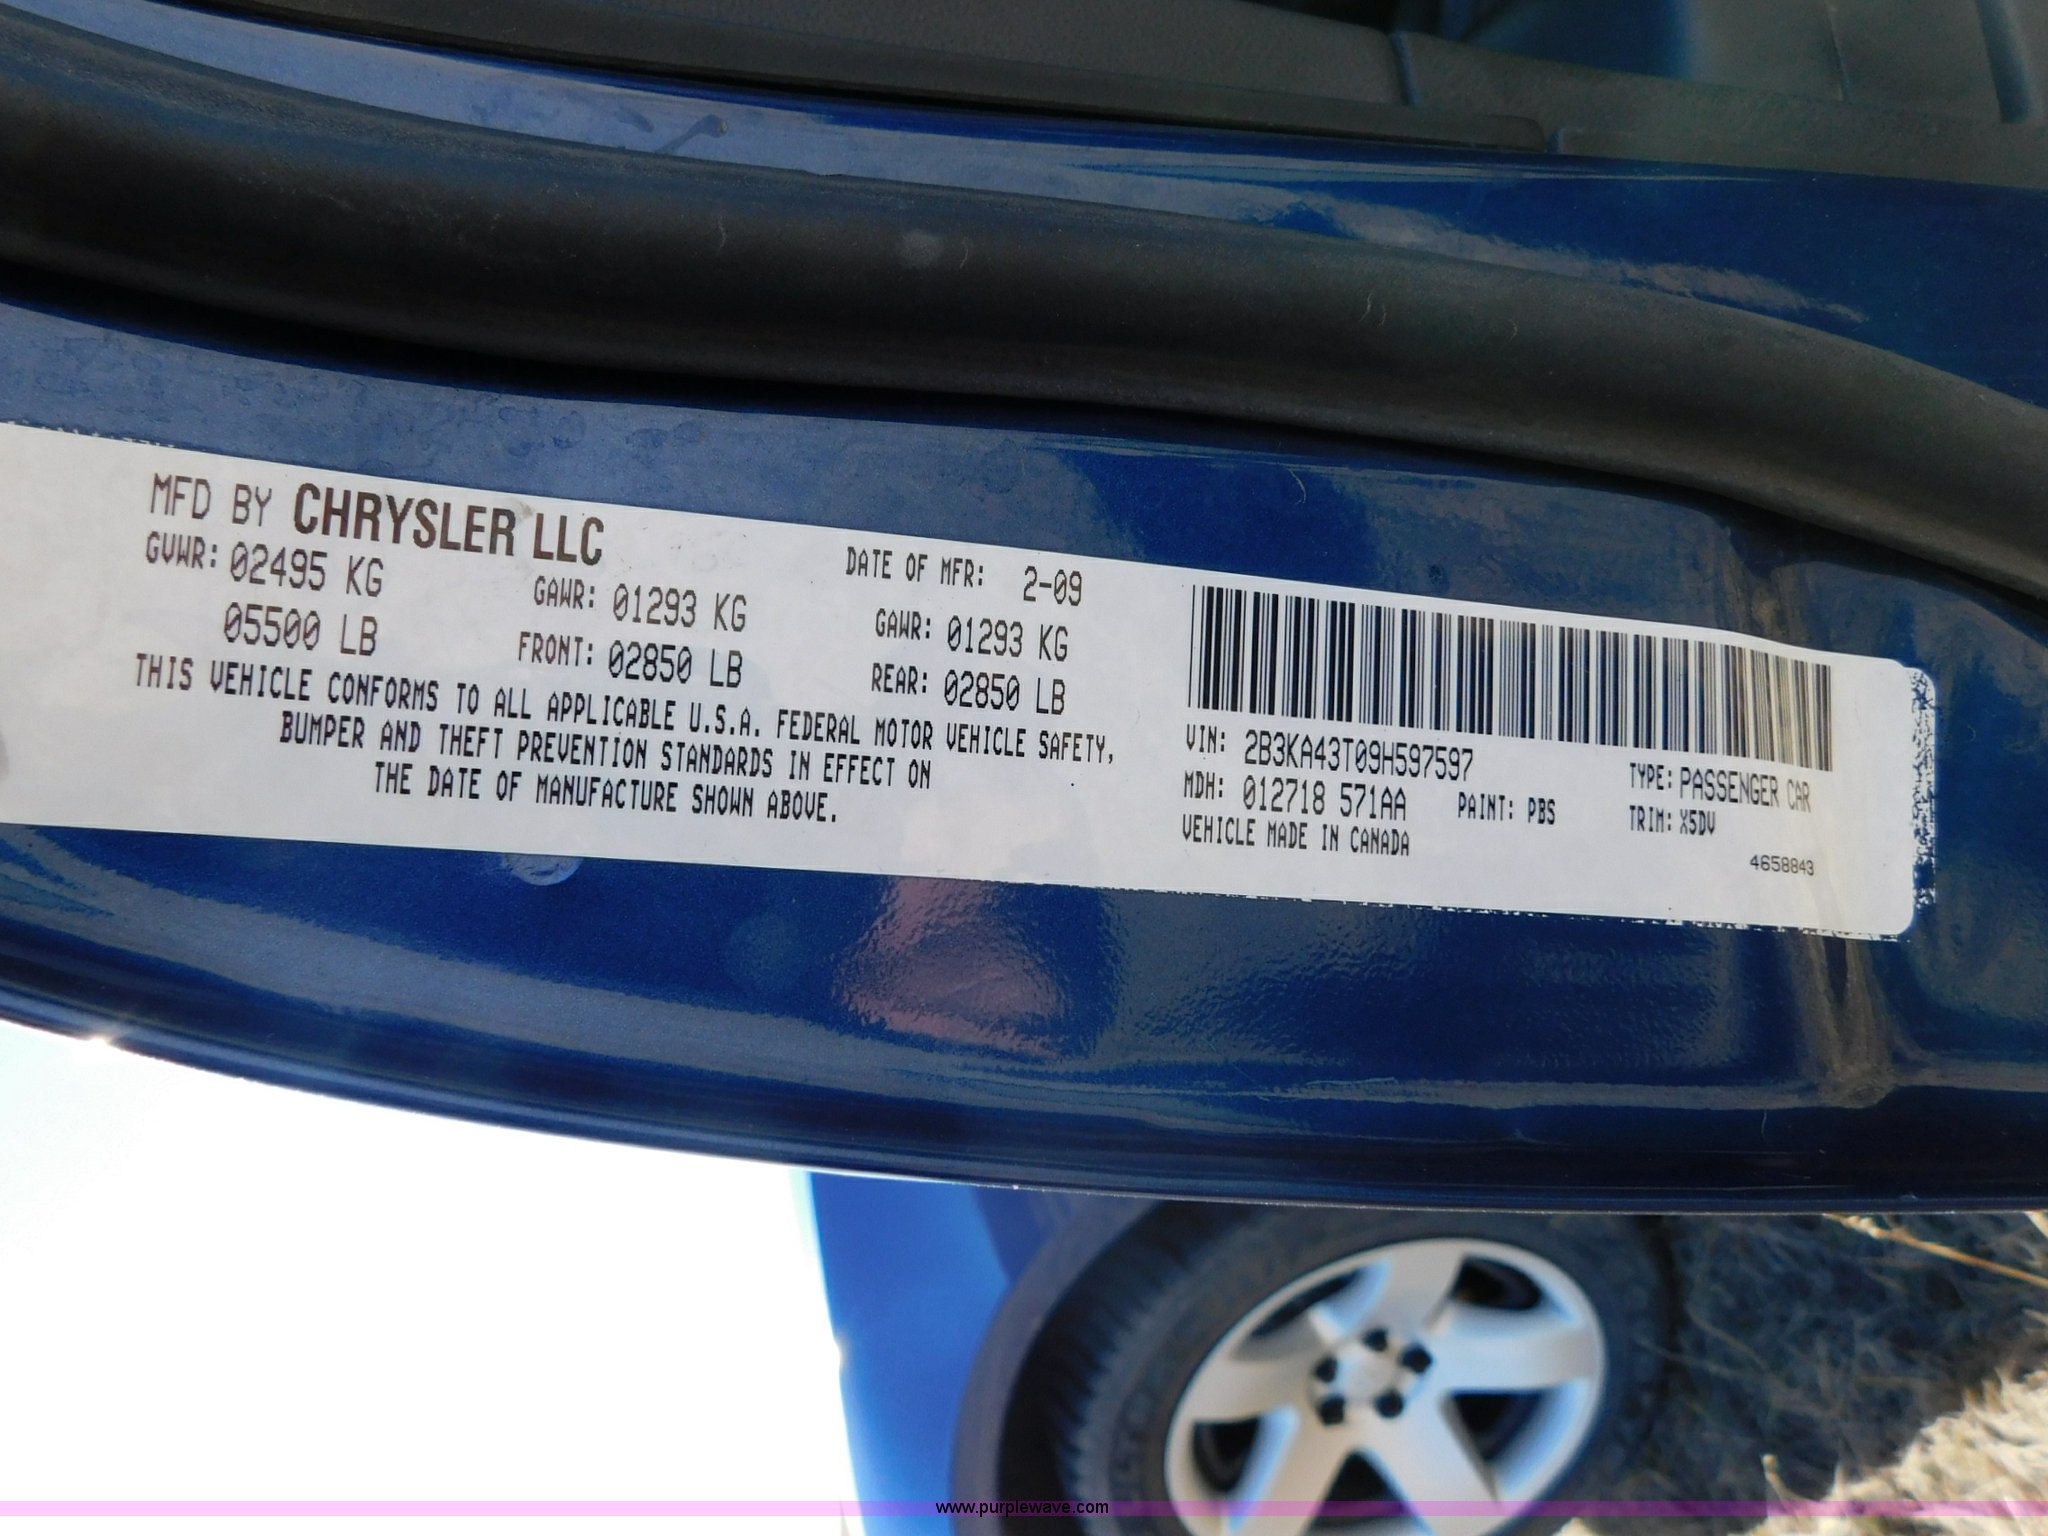 MFD BY CHRYSLER LLC
DATE OF MFR: 2-09
GVWR: 02495 KG
05500 LB
GAWR: 01293 KG
FRONT: 02850 LB
GAWR: 01293 KG
REAR: 02850 LB
THIS VEHICLE CONFORMS TO ALL APPLICABLE U.S.A. FEDERAL MOTOR VEHICLE SAFETY,
BUMPER AND THEFT PREVENTION STANDARDS IN EFFECT ON
THE DATE OF MANUFACTURE SHOWN ABOVE.
VIN: 2B3KA43T09H597597
TYPE: PASSENGER CAR
MDH: 012718 571AA
PAINT: PBS
TRIM: X5DV
VEHICLE MADE IN CANADA
4658843
www.purplewave.com